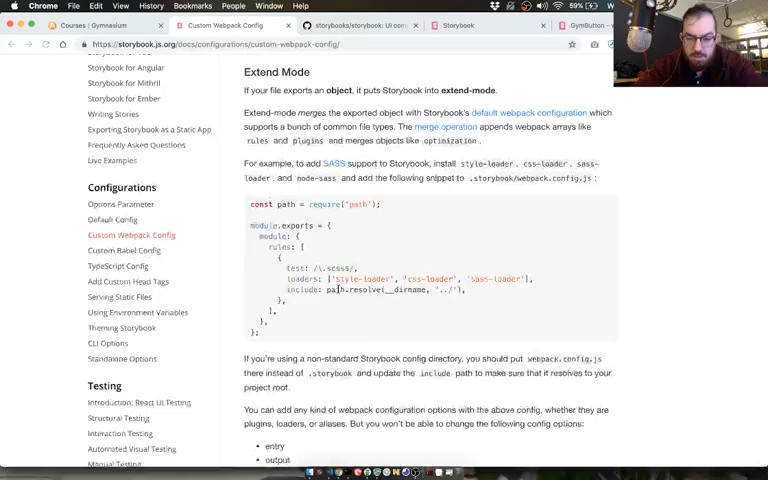 Chrome File Edit View History Bookmarks People Window Help
59%
Courses | Gymnasium
Custom Webpack Config
storybooks/storybook: UI com
Storybook
GymButton -
https://storybook.js.org/docs/configurations/custom-webpack-config/
Storybook for Angular
Storybook for Mithril
Storybook for Ember
Writing Stories
Exporting Storybook as a Static App
Frequently Asked Questions
Live Examples
Configurations
Options Parameter
Default Config
Custom Webpack Config
Custom Babel Config
TypeScript Config
Add Custom Head Tags
Serving Static Files
Using Environment Variables
Theming Storybook
CLI Options
Standalone Options
Testing
Introduction: React UI Testing
Structural Testing
Interaction Testing
Automated Visual Testing
Manual Testing
Extend Mode
If your file exports an object, it puts Storybook into extend-mode.
Extend-mode merges the exported object with Storybook's default webpack configuration which
supports a bunch of common file types. The merge operation appends webpack arrays like
rules and plugins and merges objects like optimization.
For example, to add SASS support to Storybook, install style-loader, css-loader, sass-
loader, and node-sass and add the following snippet to .storybook/webpack.config.js:
const path = require('path');
module.exports = {
module: {
rules: [
{
test: /\.scss$/,
loaders: ['style-loader', 'css-loader', 'sass-loader'],
include: path.resolve(__dirname, '../'),
},
],
},
};
If you're using a non-standard Storybook config directory, you should put webpack.config.js
there instead of .storybook and update the include path to make sure that it resolves to your
project root.
You can add any kind of webpack configuration options with the above config, whether they are
plugins, loaders, or aliases. But you won't be able to change the following config options:
• entry
• output